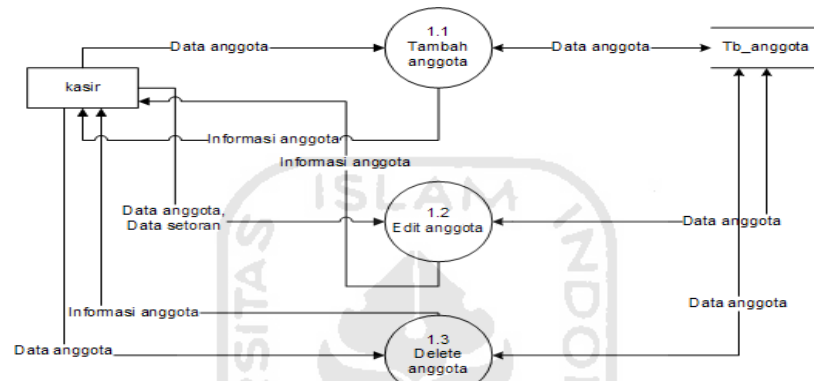 1.1
Tambah
anggota
Data anggota
Data anggota
Tb_anggota
kasir
Informasi anggota
Informasi anggota
ISLAM
Data anggota,
Data setoran
1.2
Edit anggota
Data anggota
Data anggota
Informasi anggota
1.3
Delete
anggota
Data anggota